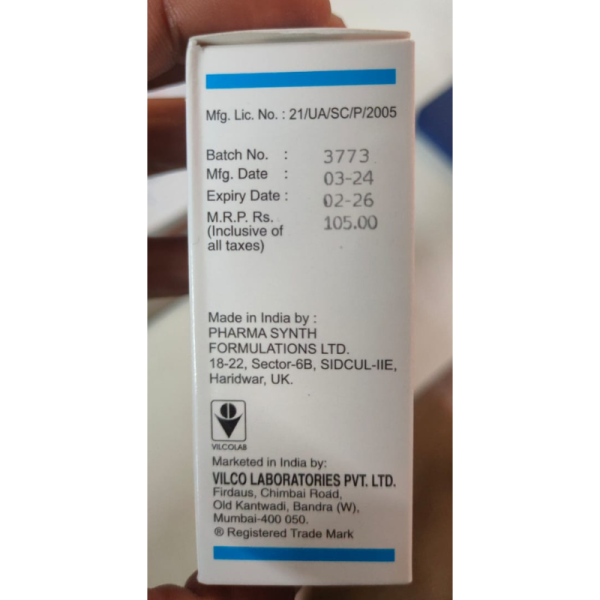 Mfg. Lic. No. : 21/UA/SC/P/2005
Batch No. : 3773
Mfg. Date : 03-24
Expiry Date : 02-26
M.R.P. Rs. 105.00
(Inclusive of
all taxes)
Made in India by :
PHARMA SYNTH
FORMULATIONS LTD.
18-22, Sector-6B, SIDCUL-IIE,
Haridwar, UK.
VILCOLAB
Marketed in India by:
VILCO LABORATORIES PVT. LTD.
Firdaus, Chimbai Road,
Old Kantwadi, Bandra (W),
Mumbai-400 050.
® Registered Trade Mark